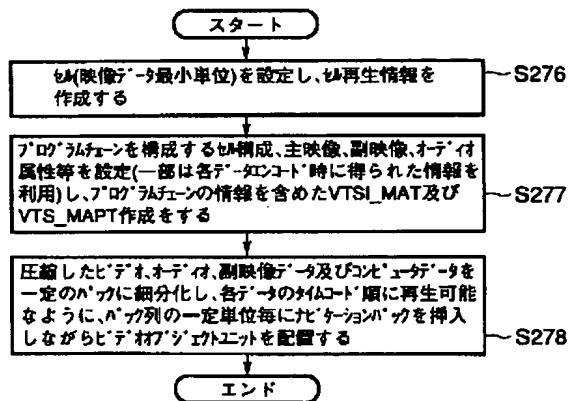 スタート
セル(映像データ最小単位)を設定し、セル再生情報を
作成する
S276
プログラムチェーンを構成するセル構成、主映像、副映像、オーディオ
属性等を設定(一部は各データエンコード時に得られた情報を
利用)し、プログラムチェーンの情報を含めたVTSI_MAT及び
VTS_MAPT作成をする
S277
圧縮したビデオ、オーディオ、副映像データ及びコンピュータデータを
一定のパックに細分化し、各データのタイムコード順に再生可能
なように、パック列の一定単位毎にナビゲーションパックを挿入
しながらビデオオブジェクトユニットを配置する
S278
エンド